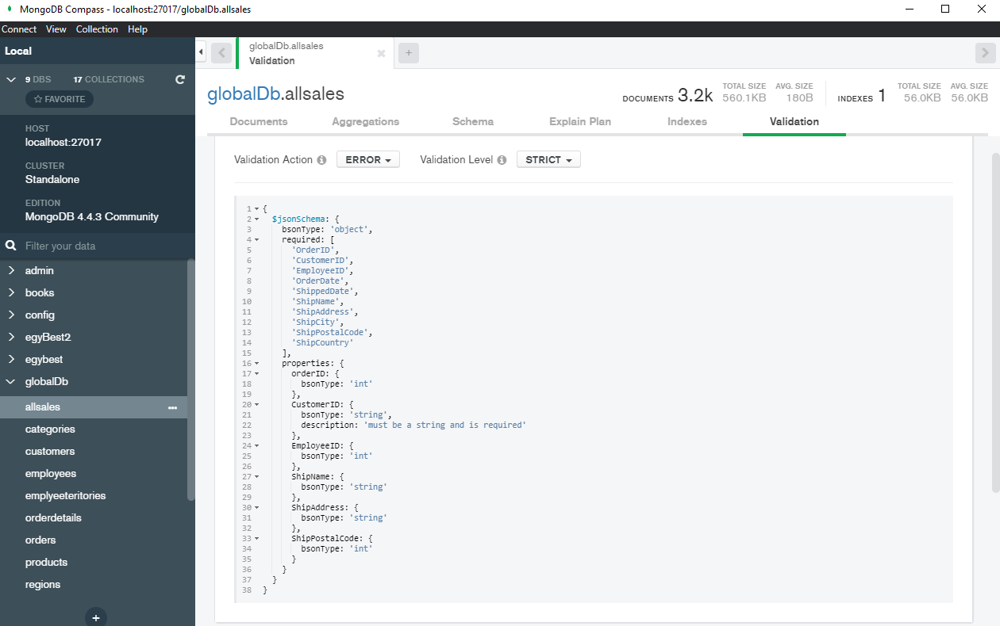 MongoDB Compass - localhost:27017/globalDb.allsales
Connect View Collection Help
Local
9 DBS 17 COLLECTIONS
FAVORITE
HOST
localhost:27017
CLUSTER
Standalone
EDITION
MongoDB 4.4.3 Community
Filter your data
admin
books
config
egyBest2
egybest
globalDb
allsales
categories
customers
employees
emplyeeteritories
orderdetails
orders
products
regions
globalDb.allsales
Validation
globalDb.allsales
DOCUMENTS 3.2k TOTAL SIZE 560.1KB AVG. SIZE 180B INDEXES 1 TOTAL SIZE 56.0KB AVG. SIZE 56.0KB
Documents Aggregations Schema Explain Plan Indexes Validation
Validation Action ERROR Validation Level STRICT
1 {
2 $jsonSchema: {
3 bsonType: 'object',
4 required: [
5 'OrderID',
6 'CustomerID',
7 'EmployeeID',
8 'OrderDate',
9 'ShippedDate',
10 'ShipName',
11 'ShipAddress',
12 'ShipCity',
13 'ShipPostalCode',
14 'ShipCountry'
15 ],
16 properties: {
17 orderID: {
18 bsonType: 'int'
19 },
20 CustomerID: {
21 bsonType: 'string',
22 description: 'must be a string and is required'
23 },
24 EmployeeID: {
25 bsonType: 'int'
26 },
27 ShipName: {
28 bsonType: 'string'
29 },
30 ShipAddress: {
31 bsonType: 'string'
32 },
33 ShipPostalCode: {
34 bsonType: 'int'
35 }
36 }
37 }
38 }